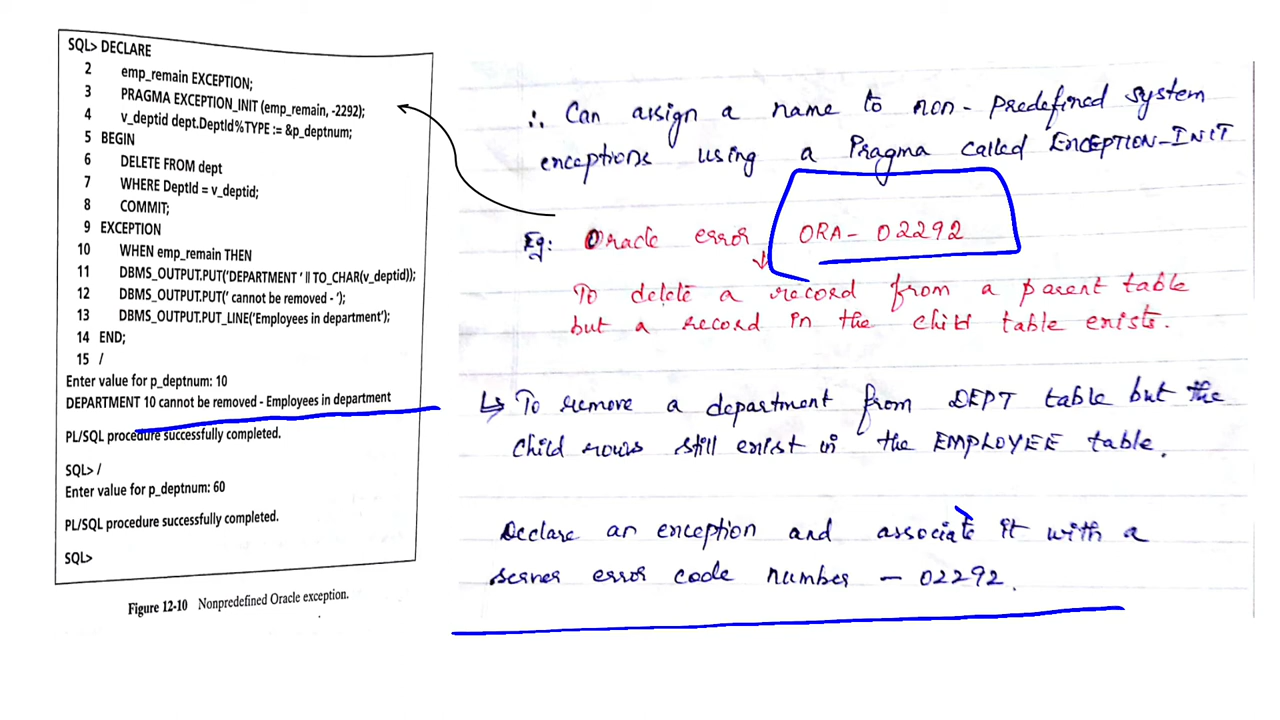 SQL> DECLARE
2 emp_remain EXCEPTION;
3 PRAGMA EXCEPTION_INIT (emp_remain, -2292);
4 v_deptid dept.DeptId%TYPE := &p_deptnum;
5 BEGIN
6 DELETE FROM dept
7 WHERE DeptId = v_deptid;
8 COMMIT;
9 EXCEPTION
10 WHEN emp_remain THEN
11 DBMS_OUTPUT.PUT('DEPARTMENT ' || TO_CHAR(v_deptid));
12 DBMS_OUTPUT.PUT(' cannot be removed - ');
13 DBMS_OUTPUT.PUT_LINE('Employees in department');
14 END;
15 /
Enter value for p_deptnum: 10
DEPARTMENT 10 cannot be removed - Employees in department
PL/SQL procedure successfully completed.
SQL> /
Enter value for p_deptnum: 60
PL/SQL procedure successfully completed.
SQL>
Figure 12-10 Nonpredefined Oracle exception.
∴ Can assign a name to non-predefined system
exceptions using a Pragma called EXCEPTION-INIT
Eg: Oracle error ORA-02292
To delete a record from a parent table
but a record in the child table exists.
↳ To remove a department from DEPT table but the
child rows still exist in the EMPLOYEE table.
Declare an exception and associate it with a
server error code number - 02292.